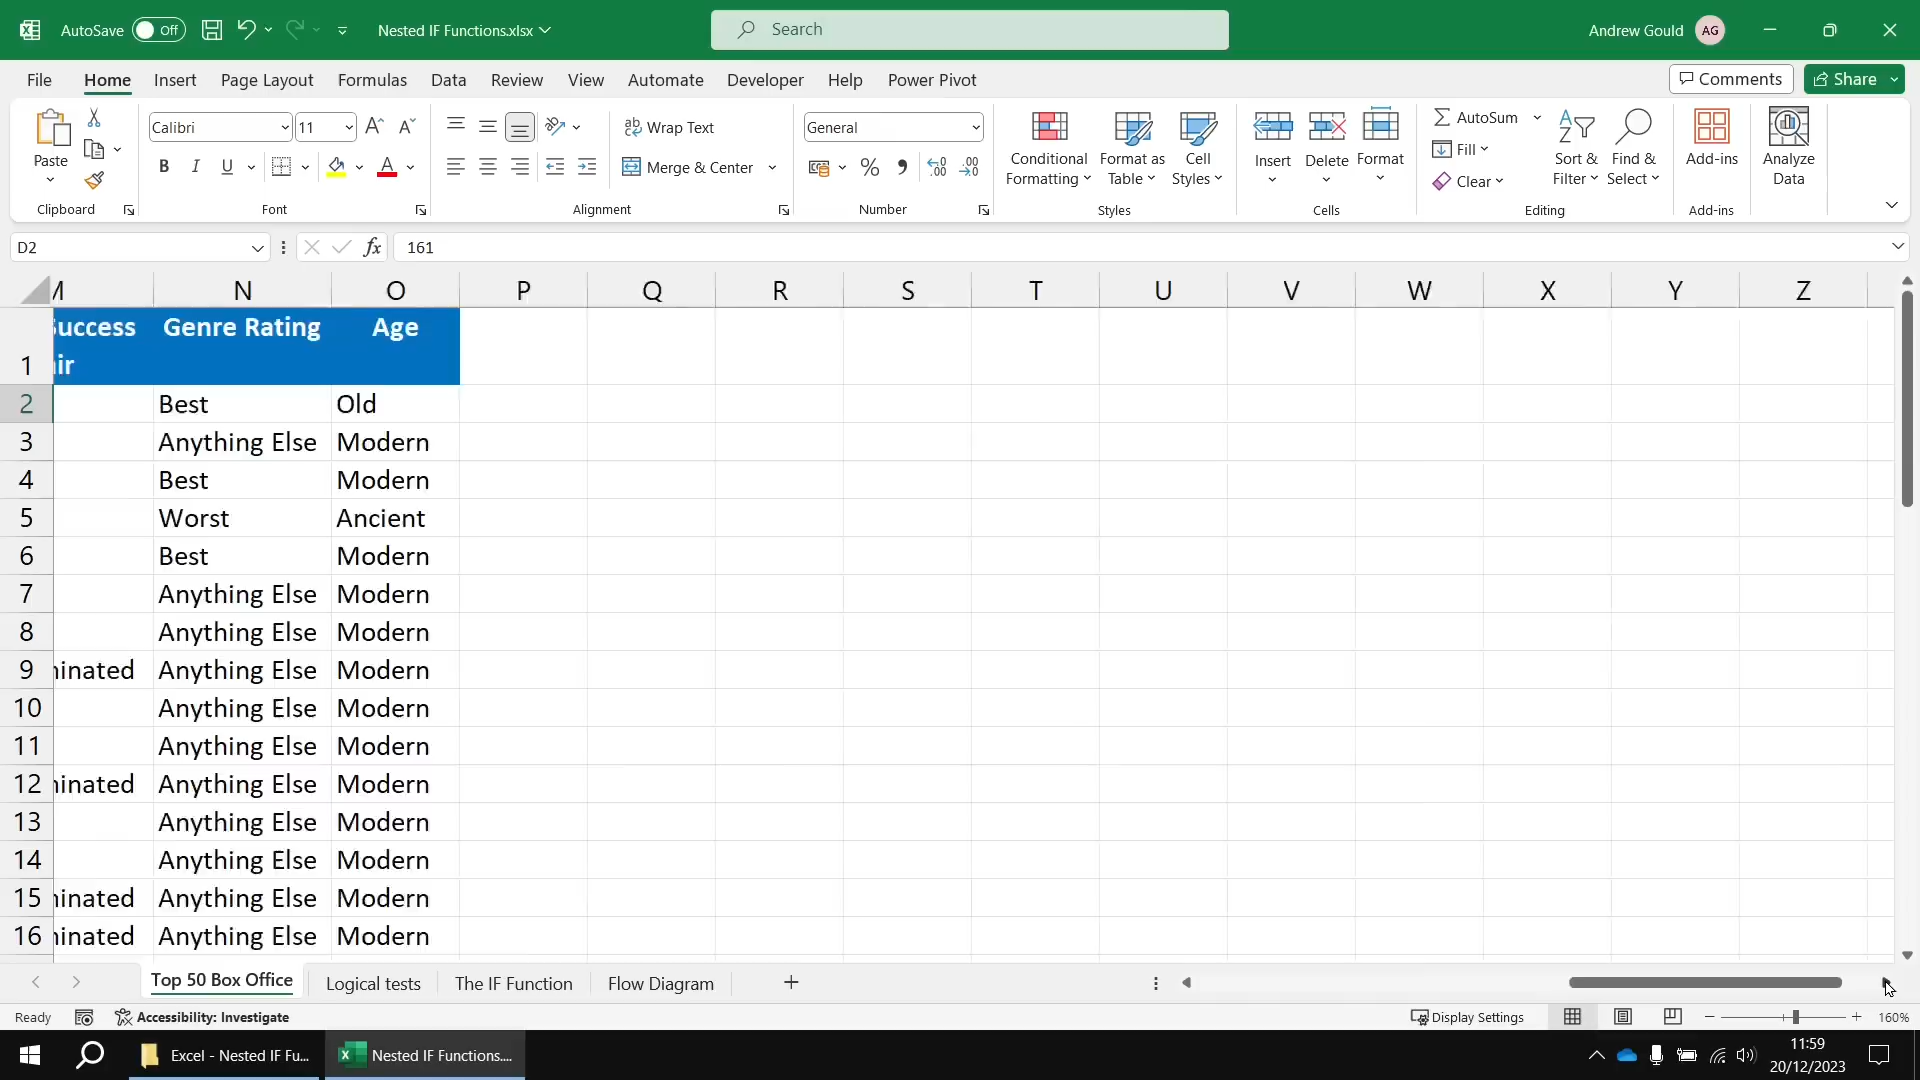 AutoSave Off Nested IF Functions.xlsx Search Andrew Gould AG
File Home Insert Page Layout Formulas Data Review View Automate Developer Help Power Pivot Comments Share
Calibri 11 Wrap Text General AutoSum
Paste Conditional Formatting Format as Table Cell Styles Insert Delete Format Fill Sort & Filter Find & Select Add-ins Analyze Data
B I U Merge & Center % Clear
Clipboard Font Alignment Number Styles Cells Editing Add-ins
D2 fx 161
M N O P Q R S T U V W X Y Z
1 Success Genre Rating Age
2 Best Old
3 Anything Else Modern
4 Best Modern
5 Worst Ancient
6 Best Modern
7 Anything Else Modern
8 Anything Else Modern
9 minated Anything Else Modern
10 Anything Else Modern
11 Anything Else Modern
12 minated Anything Else Modern
13 Anything Else Modern
14 Anything Else Modern
15 minated Anything Else Modern
16 minated Anything Else Modern
Top 50 Box Office Logical tests The IF Function Flow Diagram
Ready Accessibility: Investigate Display Settings 160%
Excel - Nested IF Fu... Nested IF Functions.... 11:59
20/12/2023